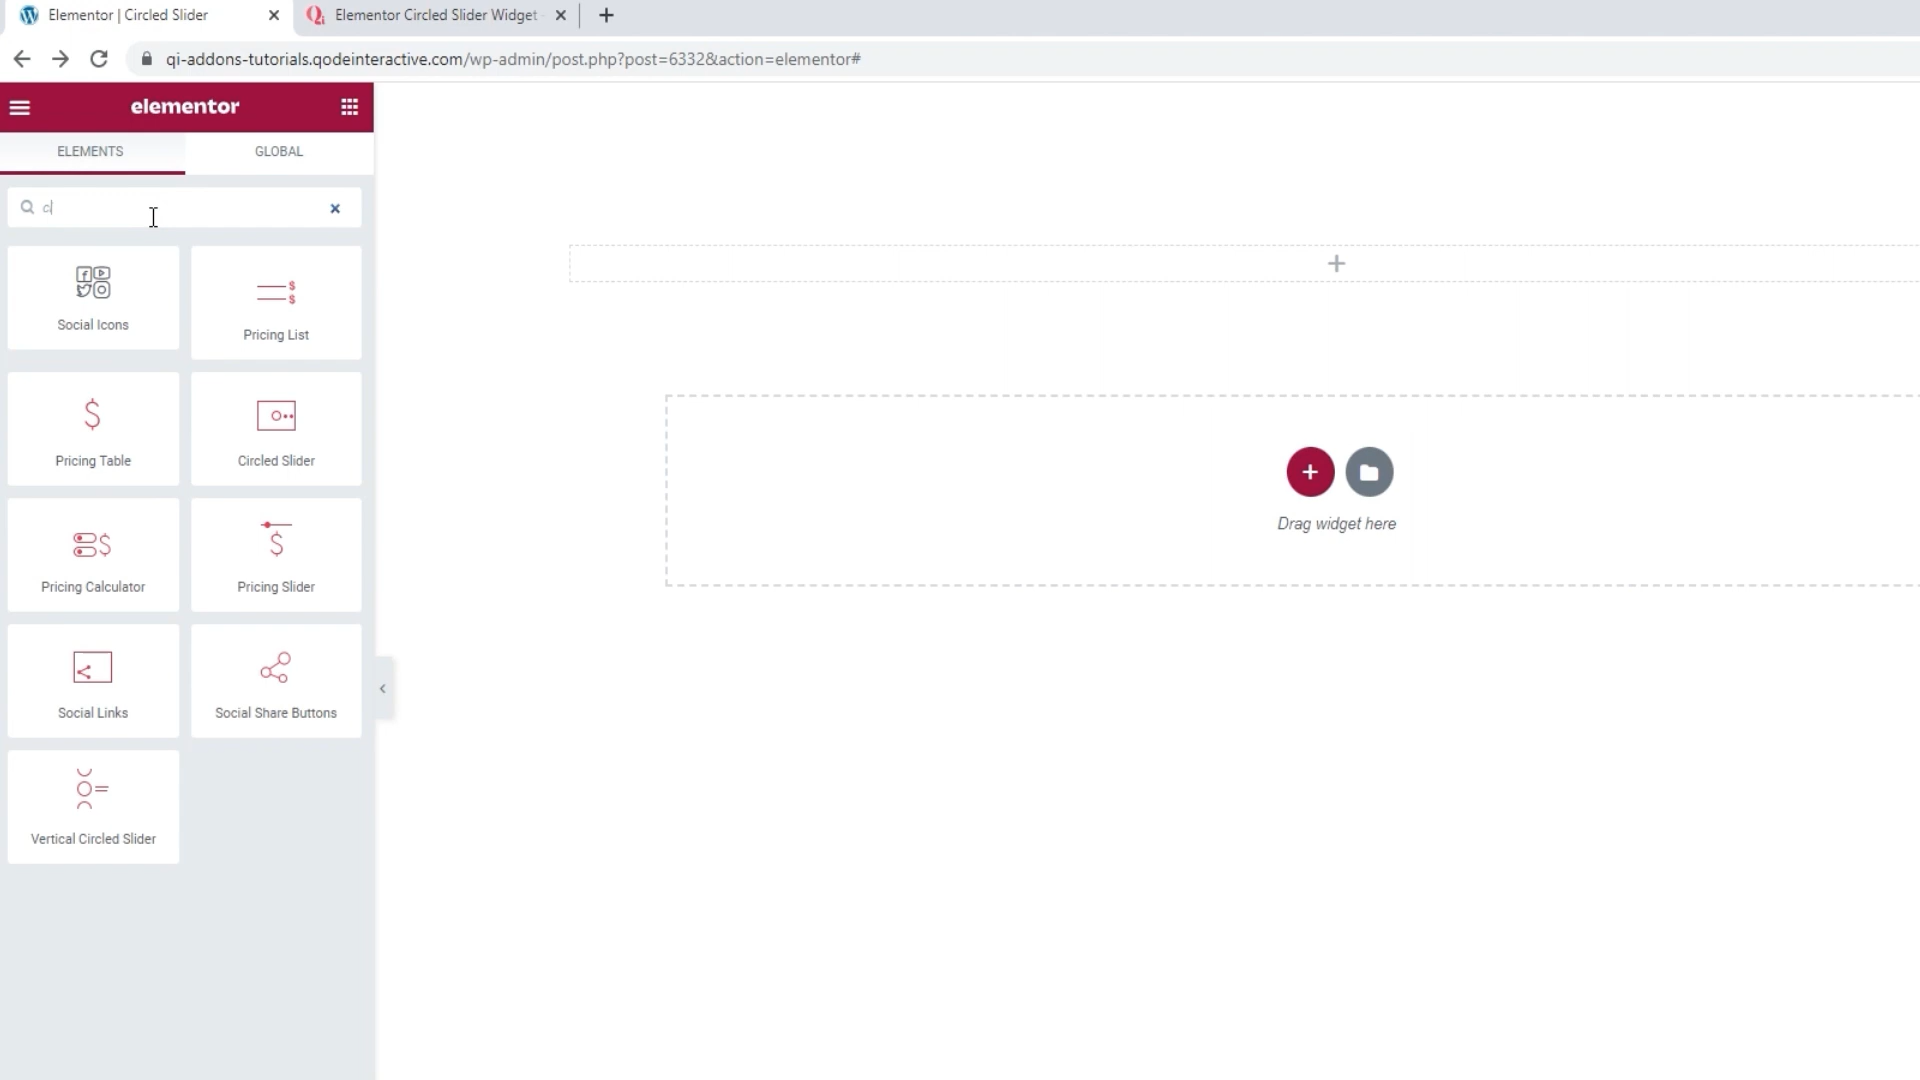 Elementor | Circled Slider
Elementor Circled Slider Widget
qi-addons-tutorials.qodeinteractive.com/wp-admin/post.php?post=6332&action=elementor#
elementor
ELEMENTS
GLOBAL
Social Icons
Pricing List
Pricing Table
Circled Slider
Pricing Calculator
Pricing Slider
Social Links
Social Share Buttons
Vertical Circled Slider
Drag widget here